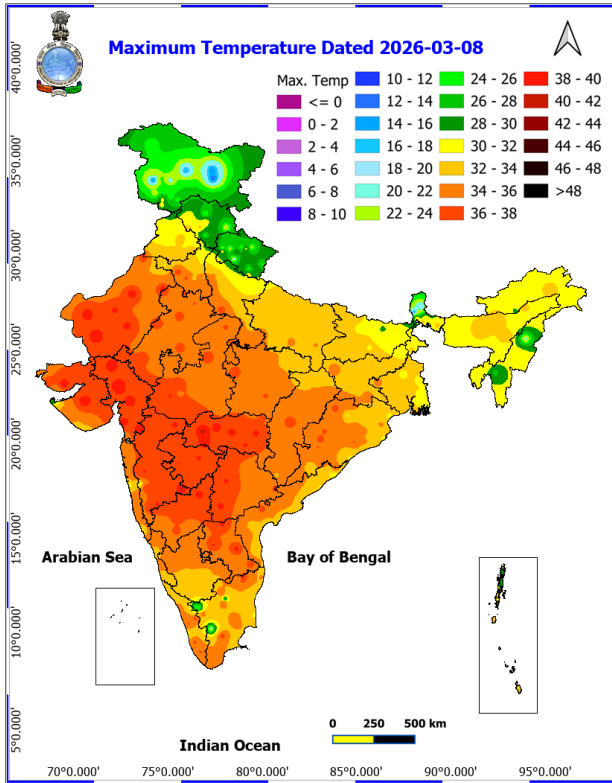 Maximum Temperature Dated 2026-03-08
Max. Temp
<= 0
0 - 2
2 - 4
4 - 6
6 - 8
8 - 10
10 - 12
12 - 14
14 - 16
16 - 18
18 - 20
20 - 22
22 - 24
24 - 26
26 - 28
28 - 30
30 - 32
32 - 34
34 - 36
36 - 38
38 - 40
40 - 42
42 - 44
44 - 46
46 - 48
>48
40°0.000'
35°0.000'
30°0.000'
25°0.000'
20°0.000'
15°0.000'
10°0.000'
5°0.000'
Arabian Sea
Bay of Bengal
0 250 500 km
Indian Ocean
70°0.000' 75°0.000' 80°0.000' 85°0.000' 90°0.000' 95°0.000'